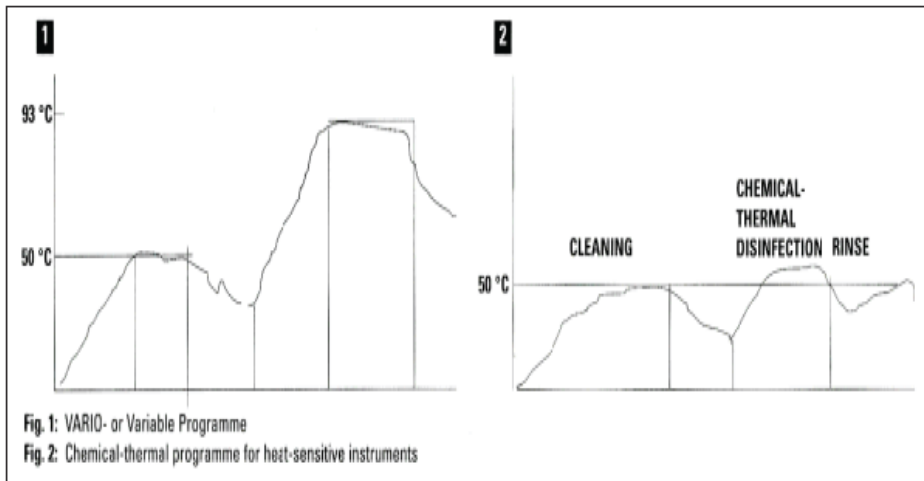 1
93 °C
50 °C
2
CLEANING
CHEMICAL-
THERMAL
DISINFECTION RINSE
50 °C
Fig. 1: VARIO- or Variable Programme
Fig. 2: Chemical-thermal programme for heat-sensitive instruments